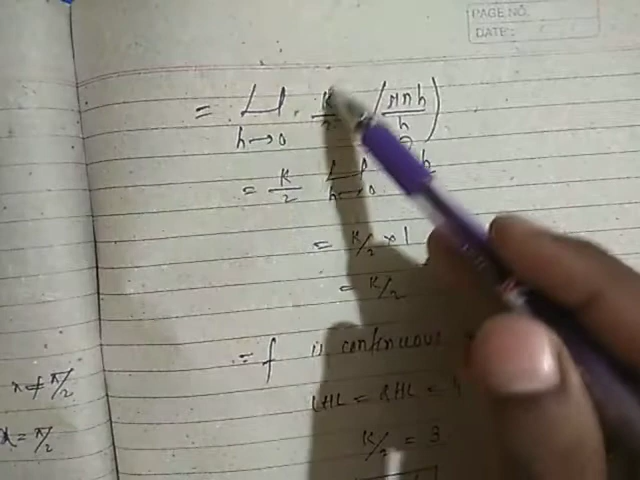 PAGE NO.
DATE:
= Lt h→0 . K/2 (sin h / h)
= K/2 Lt h→0 h
= K/2 × 1
= K/2
= f is continuous
x ≠ π/2
LHL = RHL =
x = π/2
K/2 = 3